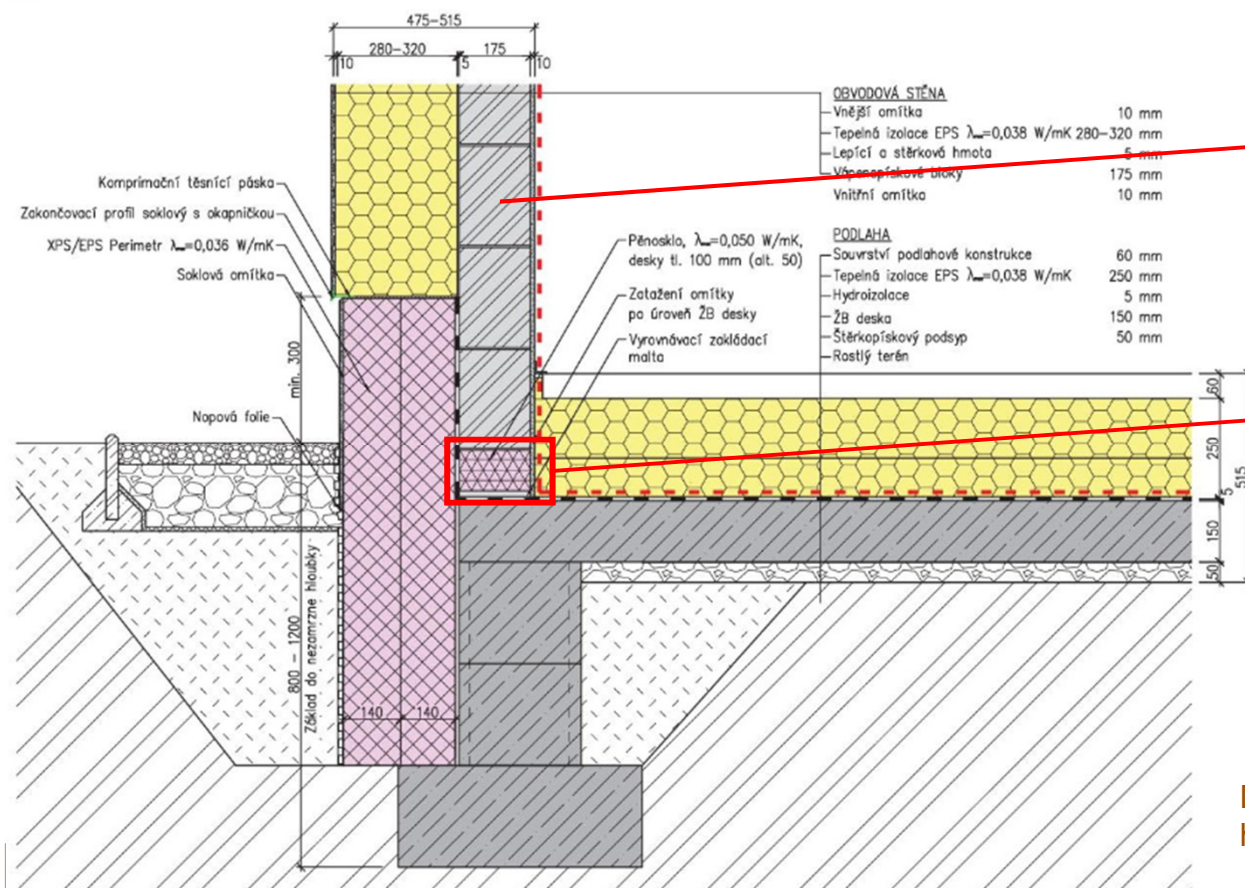 475–515
280–320
175
10
5
10
OBVODOVÁ STĚNA
Vnější omítka 10 mm
Tepelná izolace EPS λ=0,038 W/mK 280–320 mm
Lepící a stěrková hmota 5 mm
Vápenopískové bloky 175 mm
Vnitřní omítka 10 mm
Komprimační těsnící páska
Zakončovací profil soklový s okapničkou
XPS/EPS Perimetr λ=0,036 W/mK
Soklová omítka
Nopová folie
Pěnosklo, λ=0,050 W/mK,
desky tl. 100 mm (alt. 50)
Zatažení omítky
po úroveň ŽB desky
Vyrovnávací zakládací
malta
PODLAHA
Souvrství podlahové konstrukce 60 mm
Tepelná izolace EPS λ=0,038 W/mK 250 mm
Hydroizolace 5 mm
ŽB deska 150 mm
Štěrkopískový podsyp 50 mm
Rostlý terén
min. 300
800 – 1200
Základ do nezamrzne hloubky
140
140
60
250
5
150
50
515